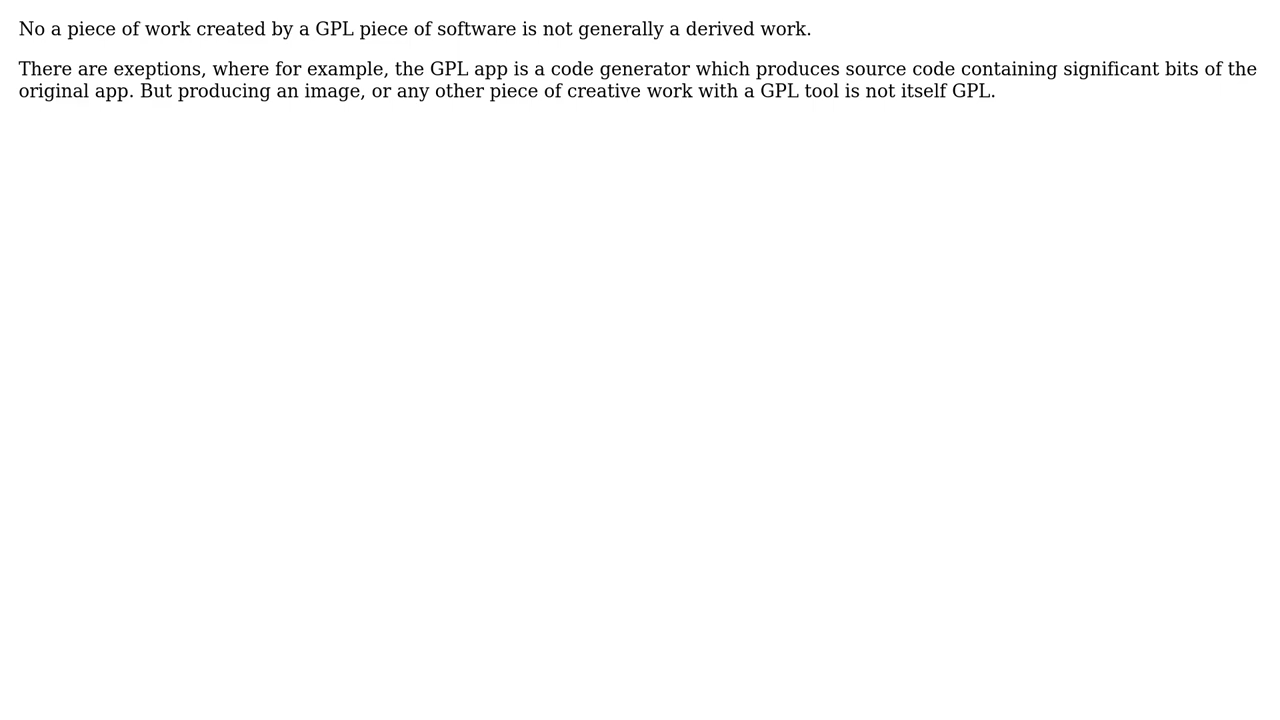 No a piece of work created by a GPL piece of software is not generally a derived work.
There are exeptions, where for example, the GPL app is a code generator which produces source code containing significant bits of the
original app. But producing an image, or any other piece of creative work with a GPL tool is not itself GPL.